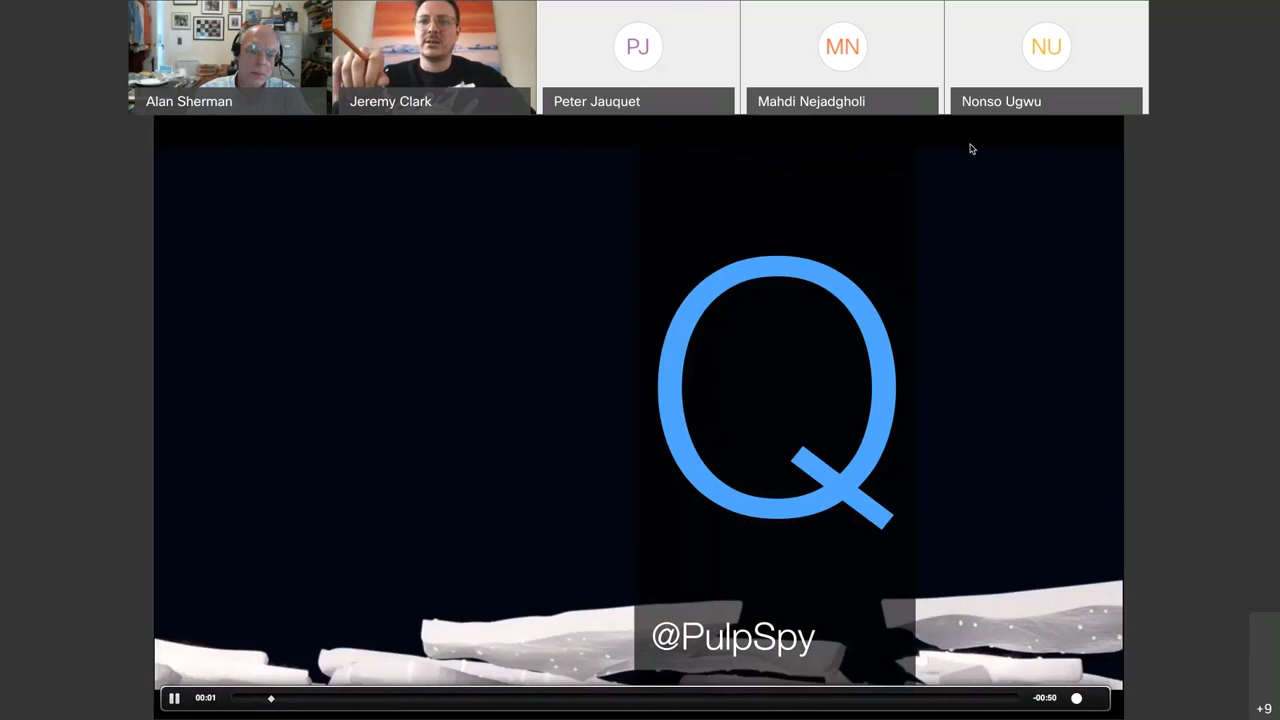 PJ
MN
NU
Alan Sherman
Jeremy Clark
Peter Jauquet
Mahdi Nejadgholi
Nonso Ugwu
Q
@PulpSpy
00:01
-00:50
+9